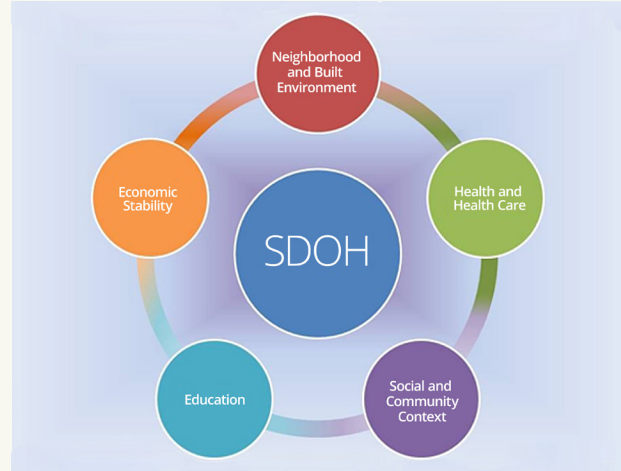 Neighborhood
and Built
Environment
Economic
Stability
Health and
Health Care
SDOH
Education
Social and
Community
Context